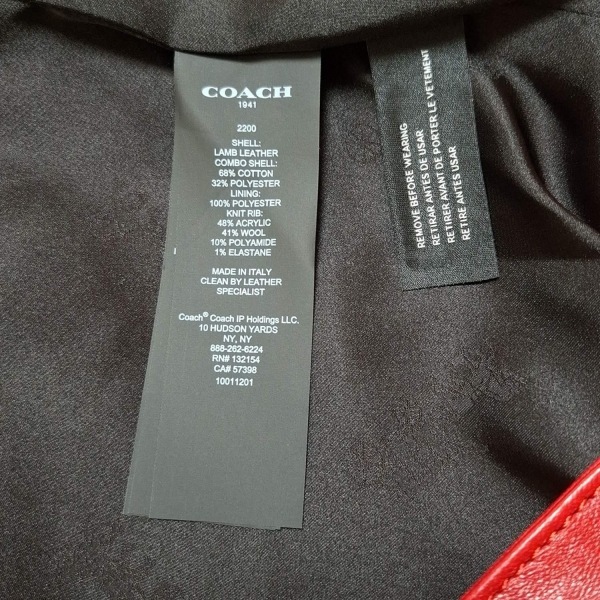 COACH
1941
2200
SHELL:
LAMB LEATHER
COMBO SHELL:
68% COTTON
32% POLYESTER
LINING:
100% POLYESTER
KNIT RIB:
48% ACRYLIC
41% WOOL
10% POLYAMIDE
1% ELASTANE
MADE IN ITALY
CLEAN BY LEATHER
SPECIALIST
Coach® Coach IP Holdings LLC.
10 HUDSON YARDS
NY, NY
888-262-6224
RN# 132154
CA# 57398
10011201
REMOVE BEFORE WEARING
RETIRAR ANTES DE USAR
RETIRER AVANT DE PORTER LE VETEMENT
RETIRE ANTES USAR